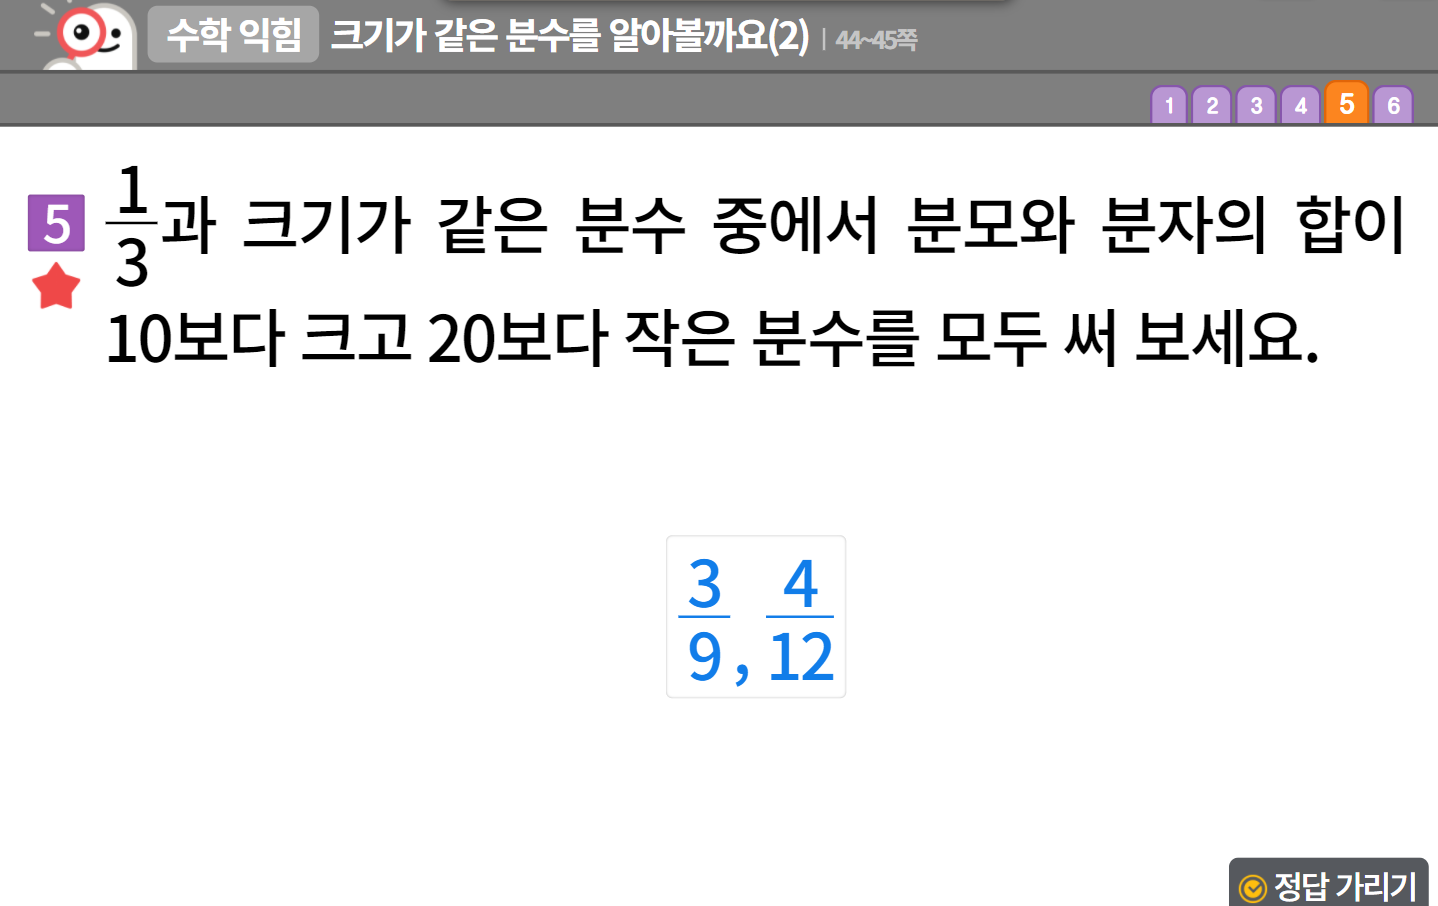 수학 익힘 크기가 같은 분수를 알아볼까요(2) | 44~45쪽
1 2 3 4 5 6
5 1/3과 크기가 같은 분수 중에서 분모와 분자의 합이
10보다 크고 20보다 작은 분수를 모두 써 보세요.
3/9, 4/12
정답 가리기